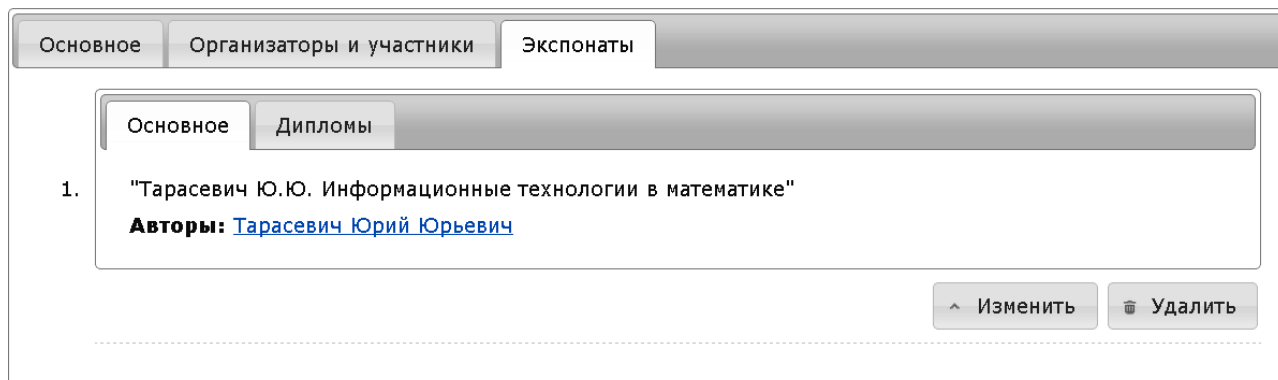 Основное Организаторы и участники Экспонаты
Основное Дипломы
1. "Тарасевич Ю.Ю. Информационные технологии в математике"
Авторы: Тарасевич Юрий Юрьевич
Изменить Удалить